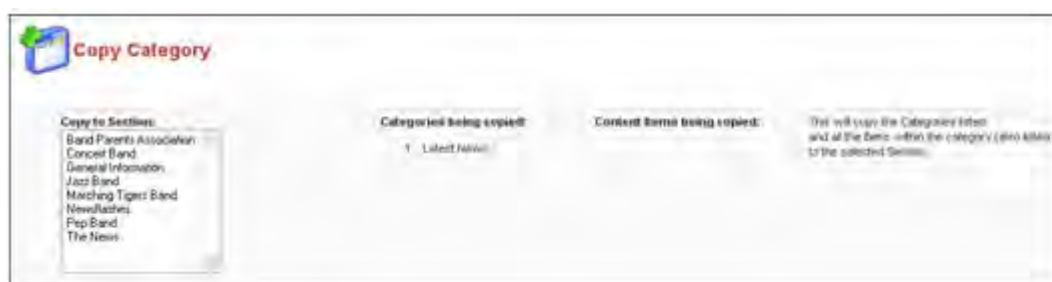 Copy Category
Copy to Section:
Band Parents Association
Concert Band
General Information
Jazz Band
Marching Tigers Band
Newsflashes
Pep Band
The News
Categories being copied:
1. Latest News
Content Items being copied:
This will copy the Categories listed
and all the items within the category (also listed
to the selected Section.